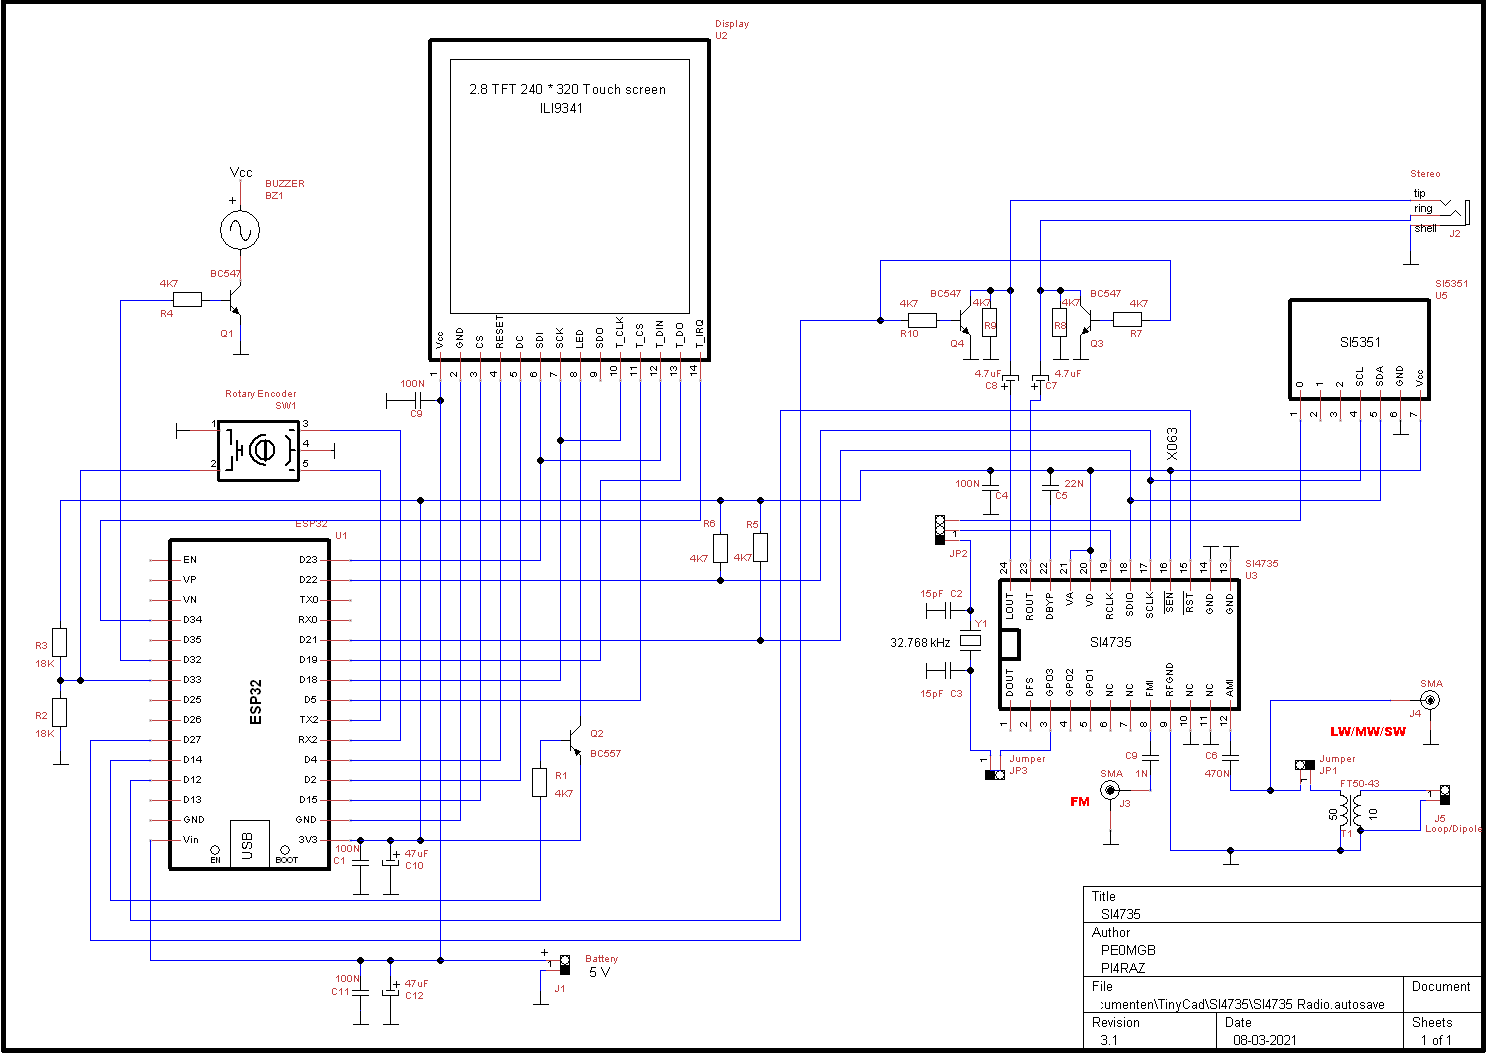 Display
U2
2.8 TFT 240 * 320 Touch screen
ILI9341
Vcc
GND
CS
RESET
DC
SDI
SCK
LED
SDO
T_CLK
T_CS
T_DIN
T_DO
T_IRQ
1
2
3
4
5
6
7
8
9
10
11
12
13
14
100N
C9
Vcc
+
BUZZER
BZ1
BC547
4K7
R4
Q1
Rotary Encoder
SW1
1
2
3
4
5
ESP32
U1
EN
VP
VN
D34
D35
D32
D33
D25
D26
D27
D14
D12
D13
GND
Vin
D23
D22
TX0
RX0
D21
D19
D18
D5
TX2
RX2
D4
D2
D15
GND
3V3
ESP32
USB
EN
BOOT
R3
18K
R2
18K
100N
C1
+
47uF
C10
Q2
BC557
R1
4K7
R6
4K7
R5
4K7
100N
C11
+
47uF
C12
+
1
Battery
5 V
J1
Stereo
tip
ring
shell
J2
BC547
4K7
R10
Q4
4K7
R9
4K7
R8
BC547
4K7
R7
Q3
4.7uF
C8
+
4.7uF
C7
+
SI5351
U5
SI5351
0
1
2
SCL
SDA
GND
Vcc
1
2
3
4
5
6
7
X063
100N
C4
22N
C5
1
JP2
15pF C2
Y1
32.768 kHz
15pF C3
SI4735
U3
24
23
22
21
20
19
18
17
16
15
14
13
LOUT
ROUT
DBYP
VA
VD
RCLK
SDIO
SCLK
SEN
RST
GND
GND
SI4735
DOUT
DFS
GPO3
GPO2
GPO1
NC
NC
FMI
RFGND
NC
NC
AMI
1
2
3
4
5
6
7
8
9
10
11
12
1
Jumper
JP3
C9
1N
SMA
J3
FM
C6
470N
SMA
J4
LW/MW/SW
Jumper
JP1
1
FT50-43
50
10
T1
1
J5
Loop/Dipole
Title
SI4735
Author
PE0MGB
PI4RAZ
File
:umenten\TinyCad\SI4735\SI4735 Radio.autosave
Document
Revision
3.1
Date
08-03-2021
Sheets
1 of 1